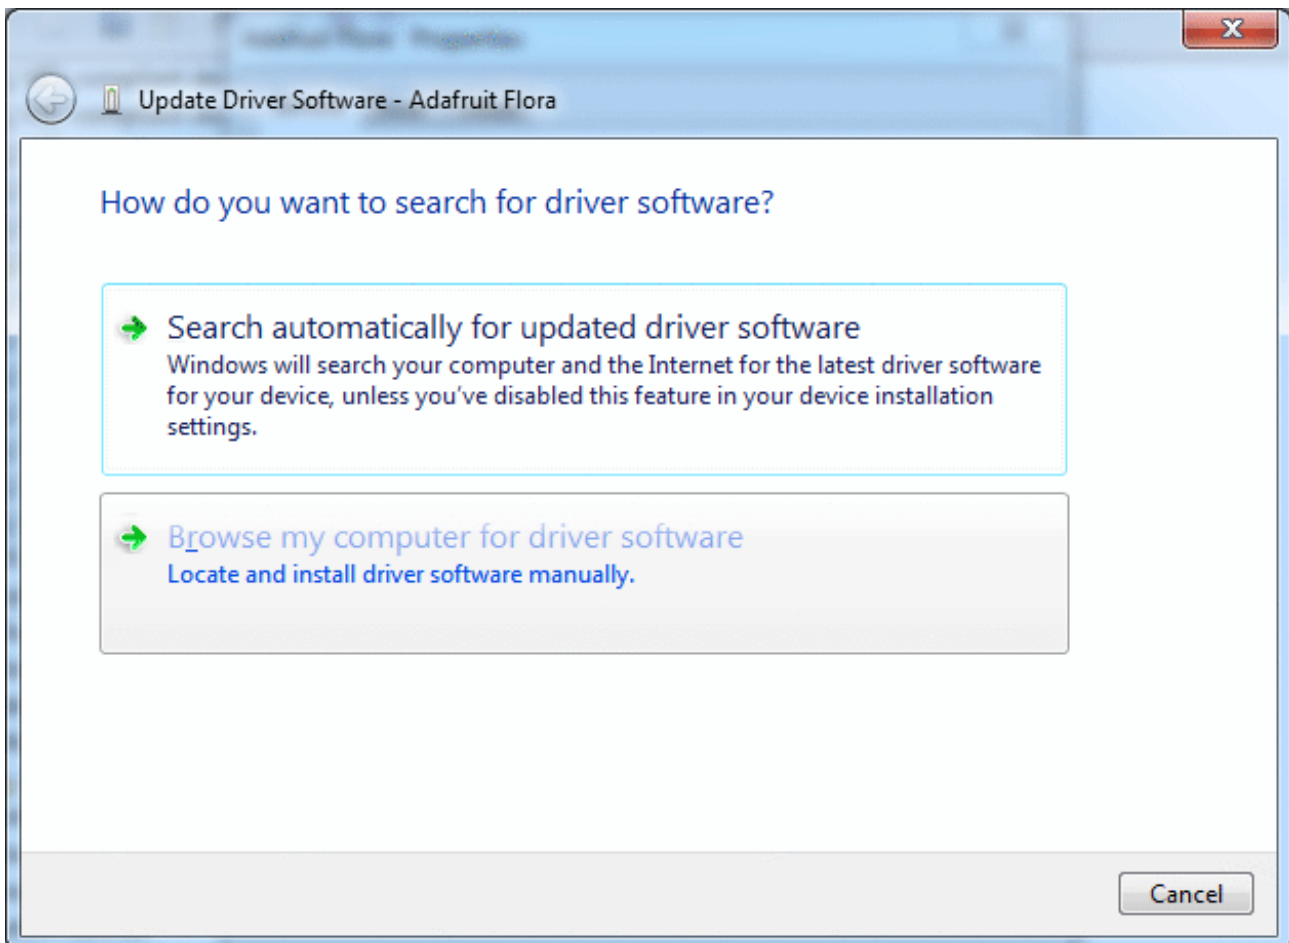 Update Driver Software - Adafruit Flora
How do you want to search for driver software?
Search automatically for updated driver software
Windows will search your computer and the Internet for the latest driver software
for your device, unless you've disabled this feature in your device installation
settings.
Browse my computer for driver software
Locate and install driver software manually.
Cancel